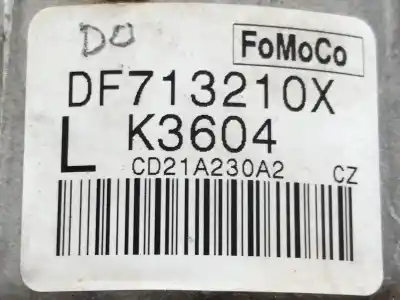 DO
FoMoCo
DF713210X
L K3604
CD21A230A2 CZ